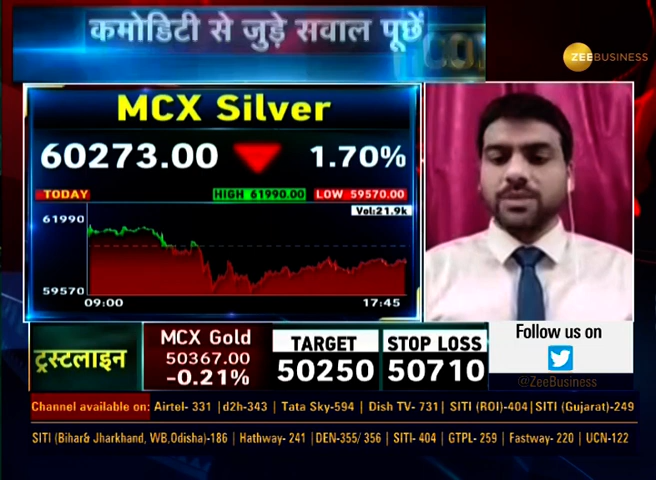 कमोडिटी से जुड़े सवाल पूछें
ZEEBUSINESS
MCX Silver
60273.00 1.70%
TODAY HIGH 61990.00 LOW 59570.00
Vol:21.9k
61990
59570
09:00 17:45
ट्रस्टलाइन
MCX Gold
50367.00
-0.21%
TARGET
50250
STOP LOSS
50710
Follow us on
@ZeeBusiness
Channel available on: Airtel- 331 | d2h-343 | Tata Sky-594 | Dish TV- 731 | SITI (ROI)-404 | SITI (Gujarat)-249
SITI (Bihar& Jharkhand, WB,Odisha)-186 | Hathway- 241 | DEN-355/ 356 | SITI- 404 | GTPL- 259 | Fastway- 220 | UCN-122